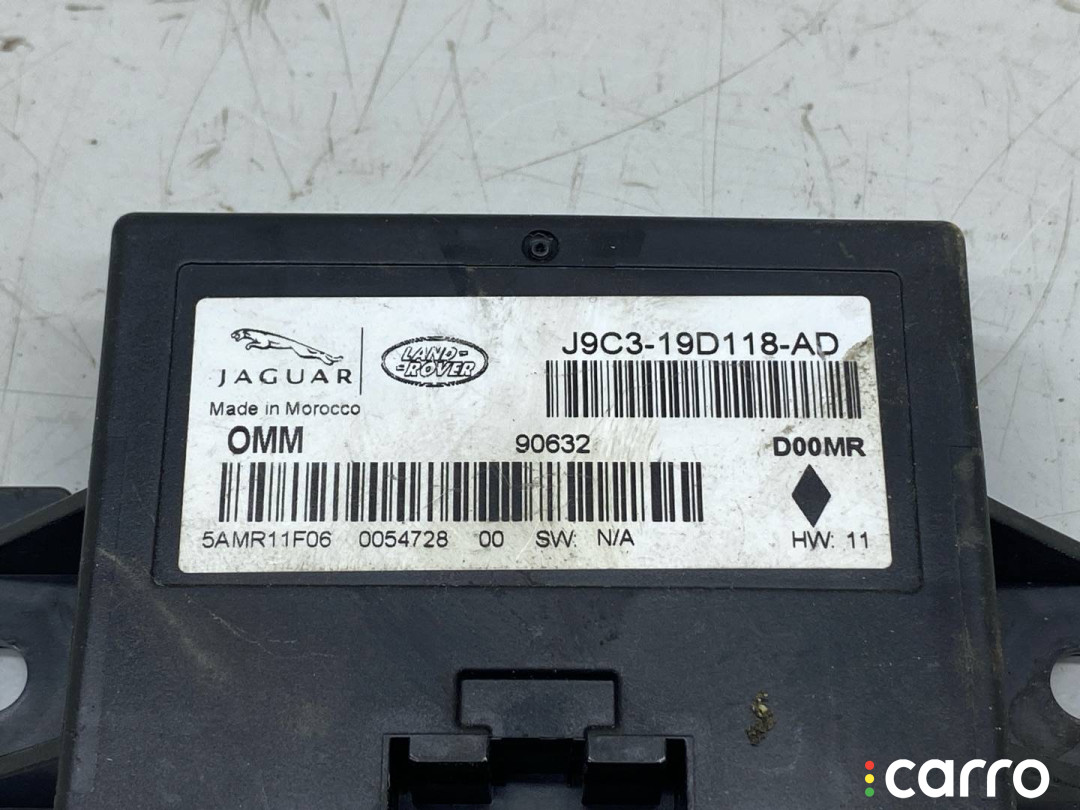 JAGUAR
LAND-
-ROVER
J9C3-19D118-AD
Made in Morocco
OMM 90632 D00MR
5AMR11F06 0054728 00 SW: N/A HW: 11
carro